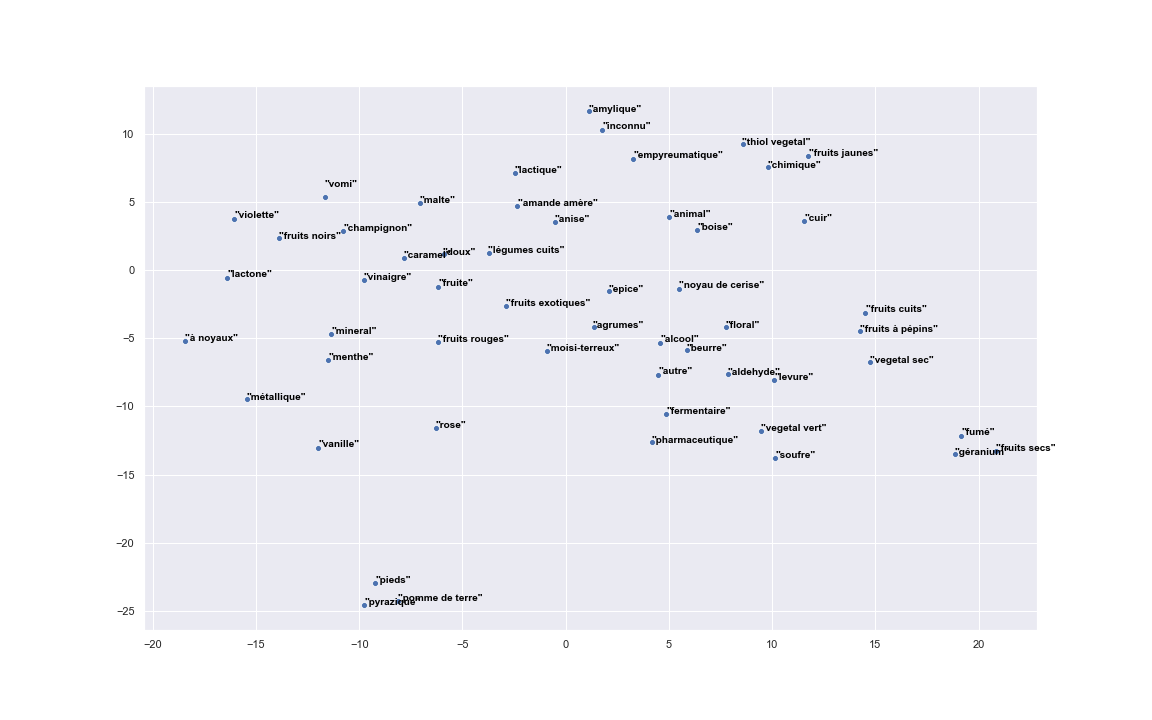 "amylique"
"inconnu"
10
"thiol vegetal"
"fruits jaunes"
"empyreumatique"
"chimique"
"lactique"
"vomi"
"malte"
"amande amère"
5
"violette"
"anise"
"animal"
"cuir"
"champignon"
"boise"
"fruits noirs"
"caramel"
"doux"
"légumes cuits"
0
"lactone"
"vinaigre"
"fruite"
"noyau de cerise"
"epice"
"fruits exotiques"
"fruits cuits"
"agrumes"
"floral"
"fruits à pépins"
"mineral"
−5
"à noyaux"
"fruits rouges"
"alcool"
"moisi-terreux"
"beurre"
"menthe"
"vegetal sec"
"autre"
"aldehyde"
"levure"
"métallique"
−10
"fermentaire"
"rose"
"vegetal vert"
"fumé"
"vanille"
"pharmaceutique"
"fruits secs"
"géranium"
"soufre"
−15
−20
"pieds"
"pomme de terre"
"pyrazique"
−25
−20 −15 −10 −5 0 5 10 15 20